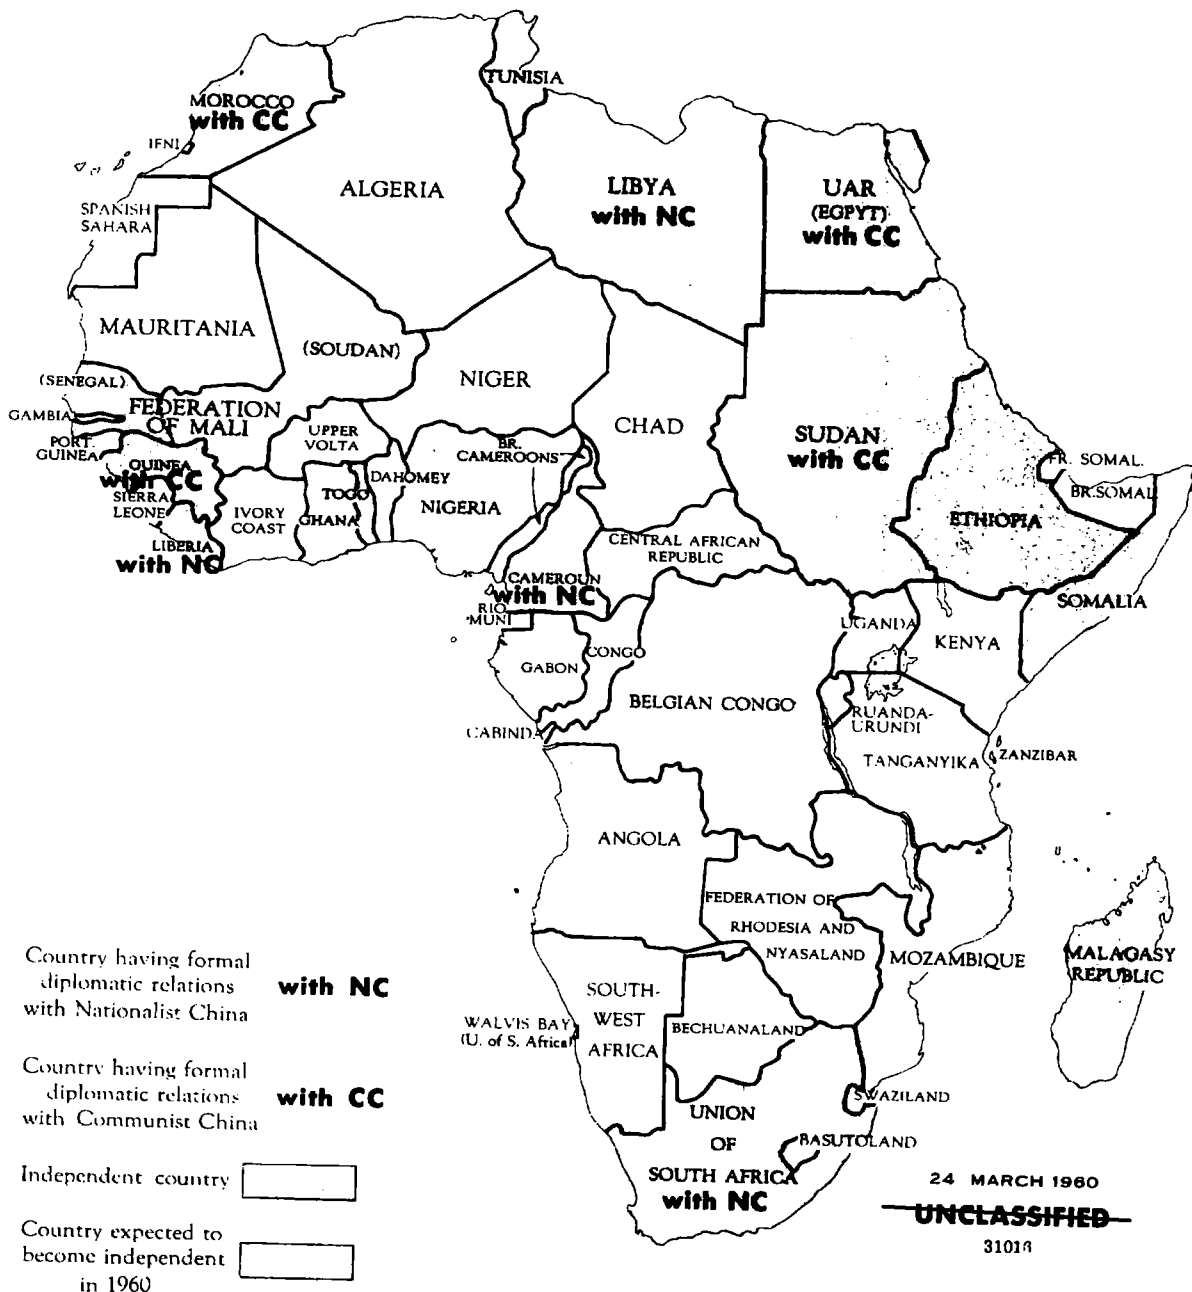 TUNISIA
MOROCCO
with CC
IFNI
ALGERIA
LIBYA
with NC
UAR
(EGPYT)
with CC
SPANISH
SAHARA
MAURITANIA
(SOUDAN)
NIGER
CHAD
SUDAN
with CC
(SENEGAL)
GAMBIA
FEDERATION
OF MALI
PORT.
GUINEA
GUINEA
with CC
SIERRA
LEONE
LIBERIA
with NC
UPPER
VOLTA
IVORY
COAST
GHANA
TOGO
DAHOMEY
NIGERIA
BR.
CAMEROONS
CENTRAL AFRICAN
REPUBLIC
CAMEROUN
with NC
RIO
MUNI
GABON
CONGO
CABINDA
BELGIAN CONGO
FR. SOMAL.
BR. SOMAL.
ETHIOPIA
SOMALIA
UGANDA
KENYA
RUANDA-
URUNDI
TANGANYIKA
ZANZIBAR
ANGOLA
FEDERATION OF
RHODESIA AND
NYASALAND
MOZAMBIQUE
MALAGASY
REPUBLIC
SOUTH-
WEST
AFRICA
WALVIS BAY
(U. of S. Africa)
BECHUANALAND
SWAZILAND
BASUTOLAND
UNION
OF
SOUTH AFRICA
with NC
Country having formal
diplomatic relations
with Nationalist China
with NC
Country having formal
diplomatic relations
with Communist China
with CC
Independent country
Country expected to
become independent
in 1960
24 MARCH 1960
UNCLASSIFIED